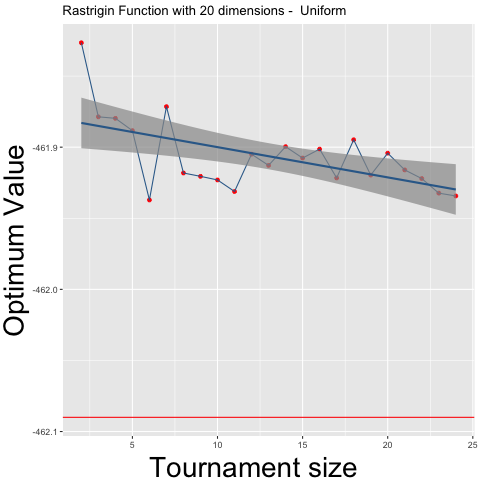 Rastrigin Function with 20 dimensions -  Uniform
Optimum Value
-461.9
-462.0
-462.1
5 10 15 20 25
Tournament size